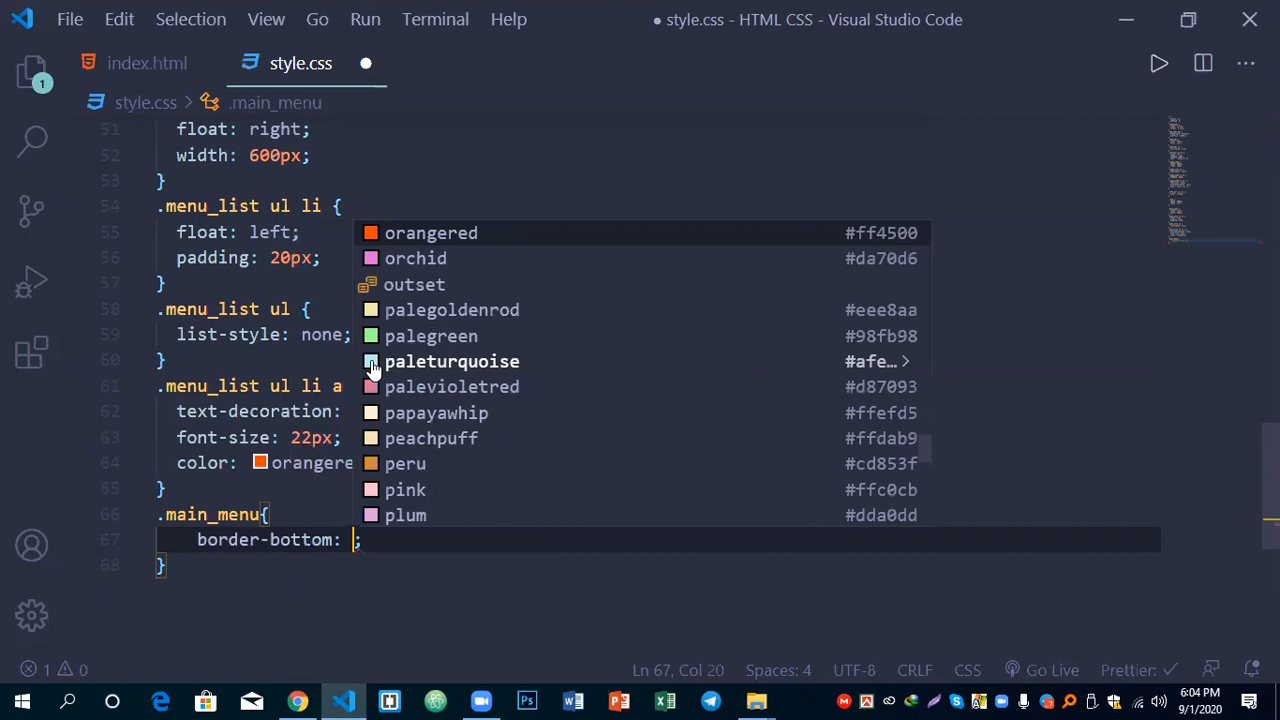 File Edit Selection View Go Run Terminal Help ● style.css - HTML CSS - Visual Studio Code
index.html style.css
style.css > .main_menu
1
51 float: right;
52 width: 600px;
53 }
54 .menu_list ul li {
55 float: left;
56 padding: 20px;
57 }
58 .menu_list ul {
59 list-style: none;
60 }
61 .menu_list ul li a
62 text-decoration:
63 font-size: 22px;
64 color: orangere
65 }
66 .main_menu{
67 border-bottom: ;
68 }
orangered #ff4500
orchid #da70d6
outset
palegoldenrod #eee8aa
palegreen #98fb98
paleturquoise #afe… >
palevioletred #d87093
papayawhip #ffefd5
peachpuff #ffdab9
peru #cd853f
pink #ffc0cb
plum #dda0dd
1 0 Ln 67, Col 20 Spaces: 4 UTF-8 CRLF CSS Go Live Prettier: ✓
6:04 PM
9/1/2020